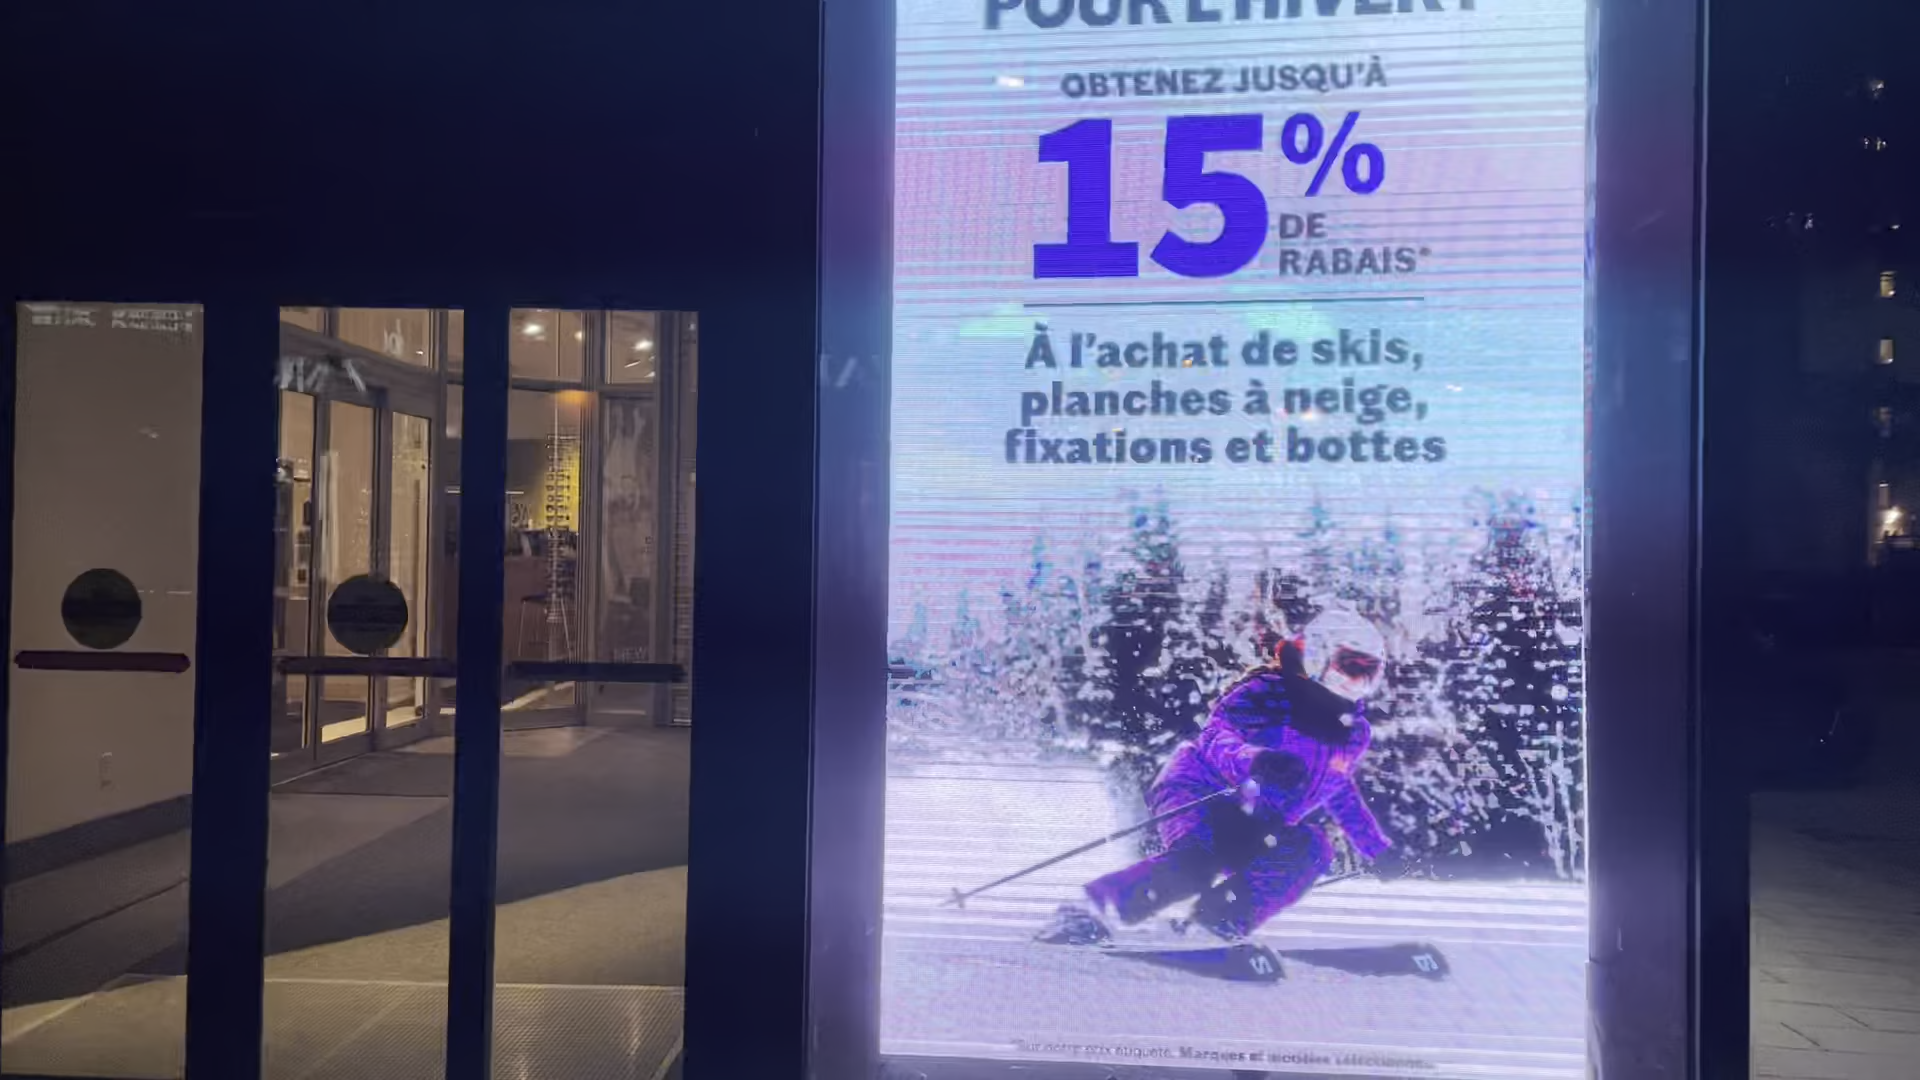 POUR L'HIVER?
OBTENEZ JUSQU'À
15%
DE
RABAIS*
À l'achat de skis,
planches à neige,
fixations et bottes
*Sur notre prix étiqueté. Marques et modèles sélectionnés.